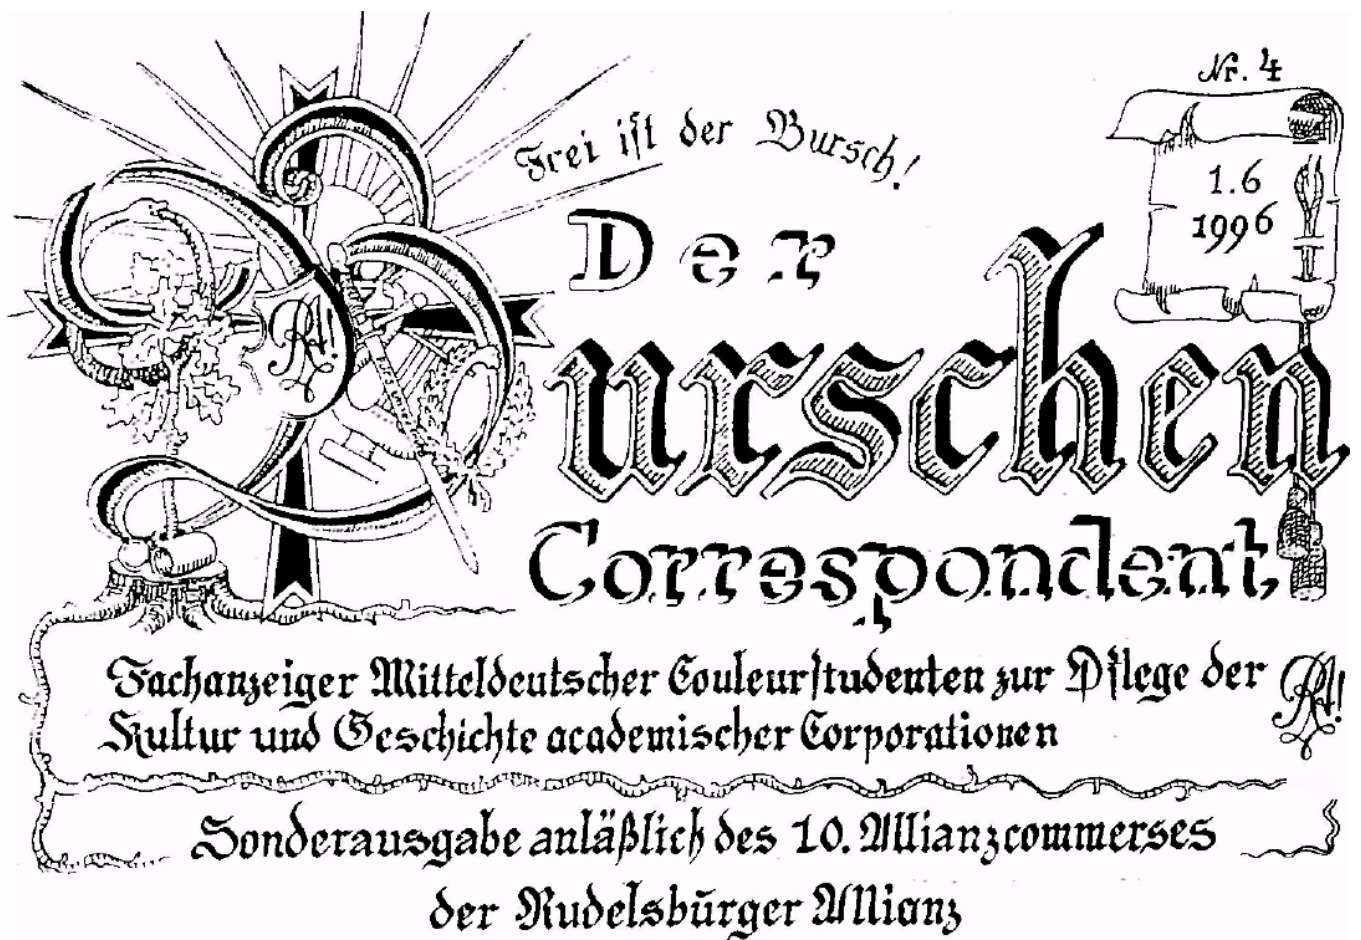 Nr. 4
Frei ist der Bursch!
1.6
1996
Der
Burschen
Correspondent
Fachanzeiger Mitteldeutscher Couleurstudenten zur Pflege der
Kultur und Geschichte academischer Corporationen
Sonderausgabe anläßlich des 10. Allianzcommerses
der Rudelsburger Allianz